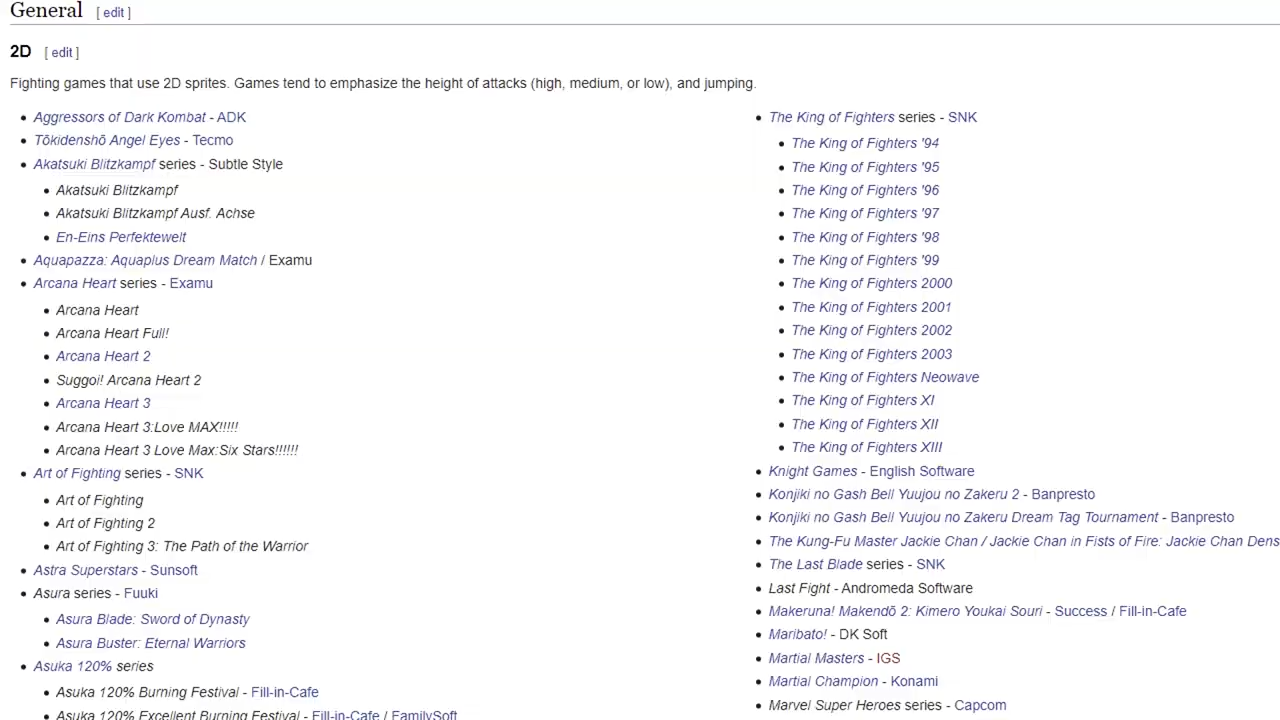 General [ edit ]
2D [ edit ]
Fighting games that use 2D sprites. Games tend to emphasize the height of attacks (high, medium, or low), and jumping.
Aggressors of Dark Kombat - ADK
Tōkidenshō Angel Eyes - Tecmo
Akatsuki Blitzkampf series - Subtle Style
Akatsuki Blitzkampf
Akatsuki Blitzkampf Ausf. Achse
En-Eins Perfektewelt
Aquapazza: Aquaplus Dream Match / Examu
Arcana Heart series - Examu
Arcana Heart
Arcana Heart Full!
Arcana Heart 2
Suggoi! Arcana Heart 2
Arcana Heart 3
Arcana Heart 3:Love MAX!!!!!
Arcana Heart 3 Love Max:Six Stars!!!!!!
Art of Fighting series - SNK
Art of Fighting
Art of Fighting 2
Art of Fighting 3: The Path of the Warrior
Astra Superstars - Sunsoft
Asura series - Fuuki
Asura Blade: Sword of Dynasty
Asura Buster: Eternal Warriors
Asuka 120% series
Asuka 120% Burning Festival - Fill-in-Cafe
Asuka 120% Excellent Burning Festival - Fill-in-Cafe / FamilySoft
The King of Fighters series - SNK
The King of Fighters '94
The King of Fighters '95
The King of Fighters '96
The King of Fighters '97
The King of Fighters '98
The King of Fighters '99
The King of Fighters 2000
The King of Fighters 2001
The King of Fighters 2002
The King of Fighters 2003
The King of Fighters Neowave
The King of Fighters XI
The King of Fighters XII
The King of Fighters XIII
Knight Games - English Software
Konjiki no Gash Bell Yuujou no Zakeru 2 - Banpresto
Konjiki no Gash Bell Yuujou no Zakeru Dream Tag Tournament - Banpresto
The Kung-Fu Master Jackie Chan / Jackie Chan in Fists of Fire: Jackie Chan Dens
The Last Blade series - SNK
Last Fight - Andromeda Software
Makeruna! Makendō 2: Kimero Youkai Souri - Success / Fill-in-Cafe
Maribato! - DK Soft
Martial Masters - IGS
Martial Champion - Konami
Marvel Super Heroes series - Capcom